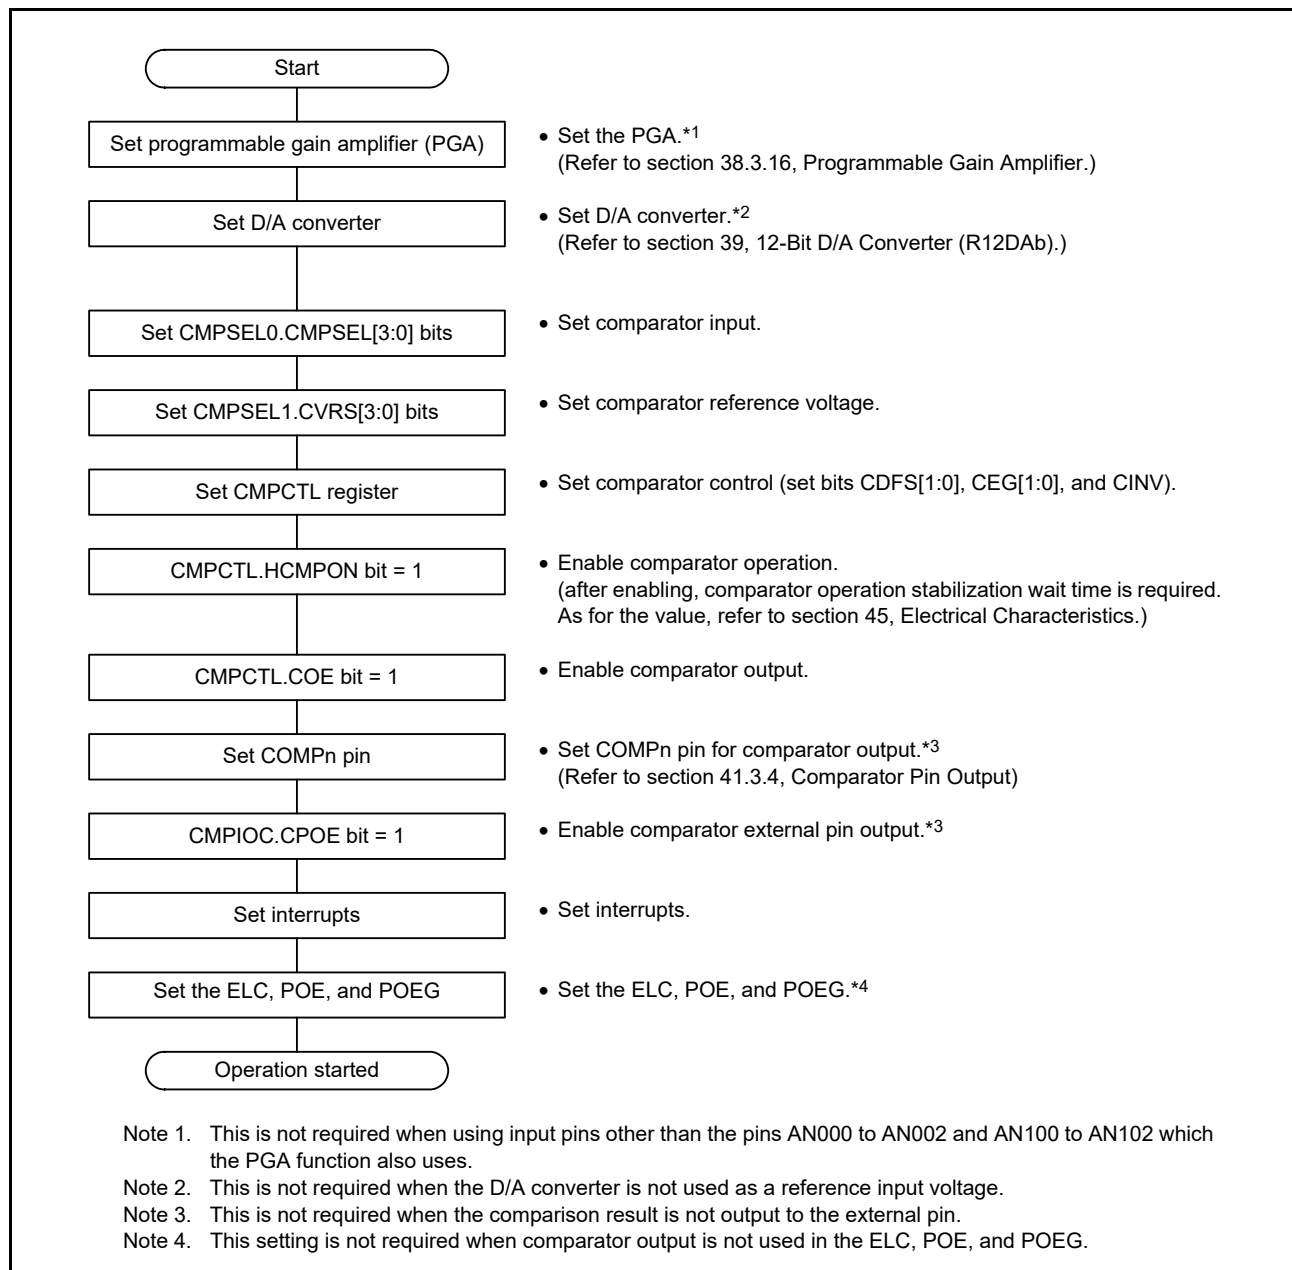 Start
Set programmable gain amplifier (PGA)
• Set the PGA.*1
(Refer to section 38.3.16, Programmable Gain Amplifier.)
Set D/A converter
• Set D/A converter.*2
(Refer to section 39, 12-Bit D/A Converter (R12DAb).)
Set CMPSEL0.CMPSEL[3:0] bits
• Set comparator input.
Set CMPSEL1.CVRS[3:0] bits
• Set comparator reference voltage.
Set CMPCTL register
• Set comparator control (set bits CDFS[1:0], CEG[1:0], and CINV).
CMPCTL.HCMPON bit = 1
• Enable comparator operation.
(after enabling, comparator operation stabilization wait time is required.
As for the value, refer to section 45, Electrical Characteristics.)
CMPCTL.COE bit = 1
• Enable comparator output.
Set COMPn pin
• Set COMPn pin for comparator output.*3
(Refer to section 41.3.4, Comparator Pin Output)
CMPIOC.CPOE bit = 1
• Enable comparator external pin output.*3
Set interrupts
• Set interrupts.
Set the ELC, POE, and POEG
• Set the ELC, POE, and POEG.*4
Operation started
Note 1. This is not required when using input pins other than the pins AN000 to AN002 and AN100 to AN102 which
the PGA function also uses.
Note 2. This is not required when the D/A converter is not used as a reference input voltage.
Note 3. This is not required when the comparison result is not output to the external pin.
Note 4. This setting is not required when comparator output is not used in the ELC, POE, and POEG.